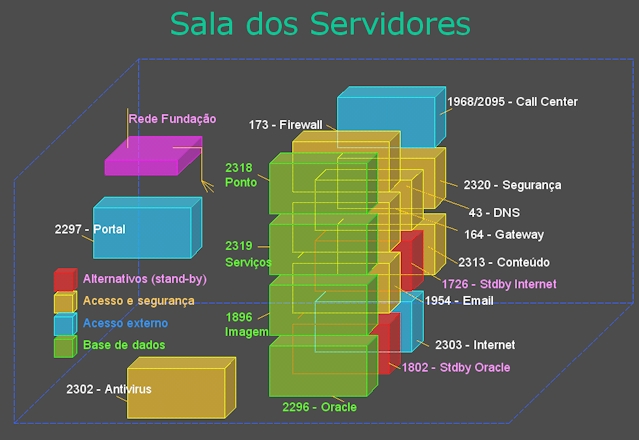 Sala dos Servidores
1968/2095 - Call Center
Rede Fundação
173 - Firewall
2318
Ponto
2320 - Segurança
43 - DNS
2297 - Portal
164 - Gateway
2319
Serviços
2313 - Conteúdo
Alternativos (stand-by)
1726 - Stdby Internet
Acesso e segurança
1954 - Email
Acesso externo
1896
Imagem
Base de dados
2303 - Internet
1802 - Stdby Oracle
2302 - Antivirus
2296 - Oracle